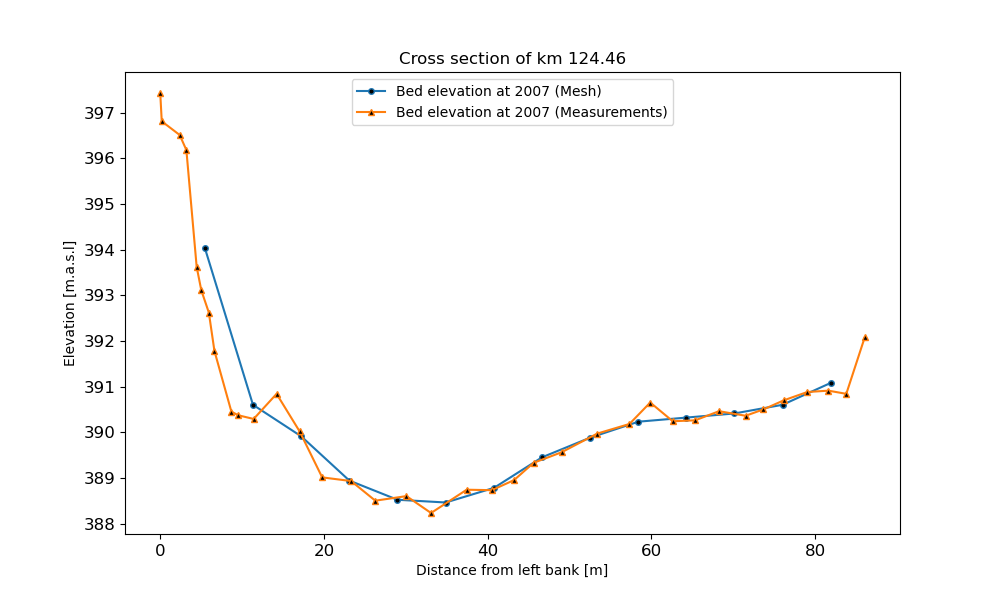 Cross section of km 124.46
Bed elevation at 2007 (Mesh)
Bed elevation at 2007 (Measurements)
397
396
395
394
393
392
391
390
389
388
Elevation [m.a.s.l]
0 20 40 60 80
Distance from left bank [m]